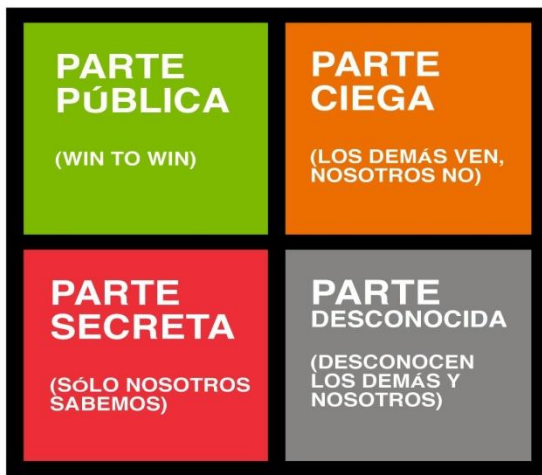 PARTE
PÚBLICA
(WIN TO WIN)
PARTE
CIEGA
(LOS DEMÁS VEN,
NOSOTROS NO)
PARTE
SECRETA
(SÓLO NOSOTROS
SABEMOS)
PARTE
DESCONOCIDA
(DESCONOCEN
LOS DEMÁS Y
NOSOTROS)